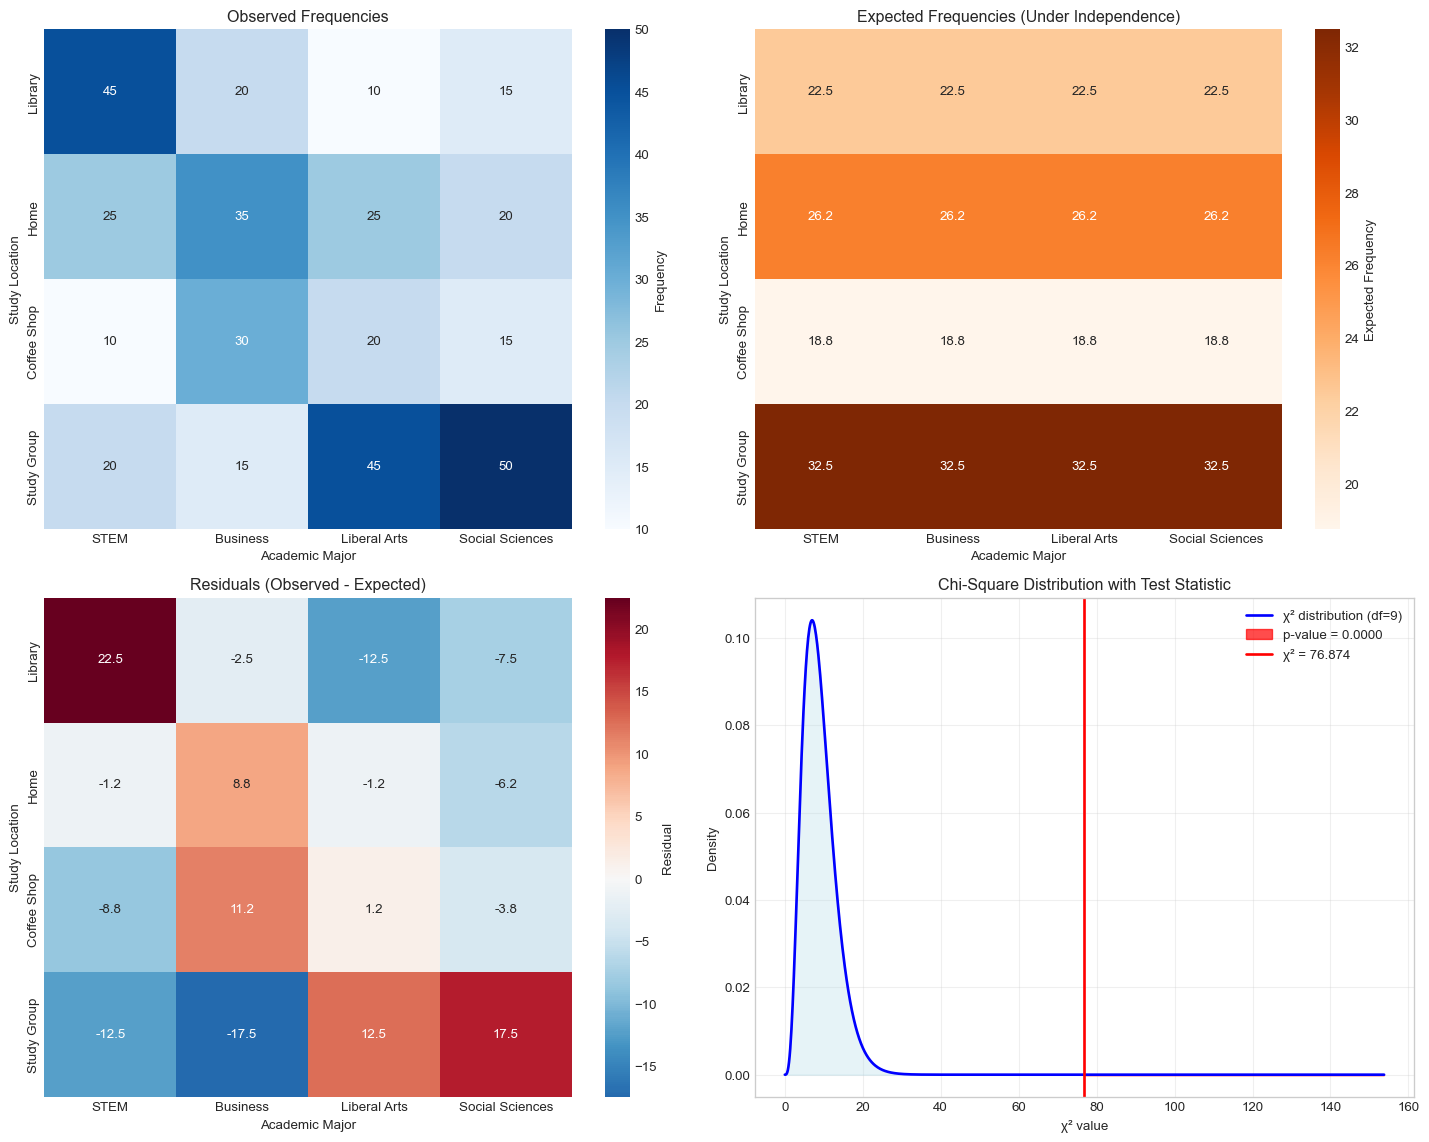 Observed Frequencies
Study Location
Library
Home
Coffee Shop
Study Group
45 20 10 15
25 35 25 20
10 30 20 15
20 15 45 50
STEM Business Liberal Arts Social Sciences
Academic Major
50
45
40
35
30
25
20
15
10
Frequency
Expected Frequencies (Under Independence)
Study Location
Library
Home
Coffee Shop
Study Group
22.5 22.5 22.5 22.5
26.2 26.2 26.2 26.2
18.8 18.8 18.8 18.8
32.5 32.5 32.5 32.5
STEM Business Liberal Arts Social Sciences
Academic Major
32
30
28
26
24
22
20
Expected Frequency
Residuals (Observed - Expected)
Study Location
Library
Home
Coffee Shop
Study Group
22.5 -2.5 -12.5 -7.5
-1.2 8.8 -1.2 -6.2
-8.8 11.2 1.2 -3.8
-12.5 -17.5 12.5 17.5
STEM Business Liberal Arts Social Sciences
Academic Major
20
15
10
5
0
−5
−10
−15
Residual
Chi-Square Distribution with Test Statistic
χ² distribution (df=9)
p-value = 0.0000
χ² = 76.874
Density
0.10
0.08
0.06
0.04
0.02
0.00
0 20 40 60 80 100 120 140 160
χ² value